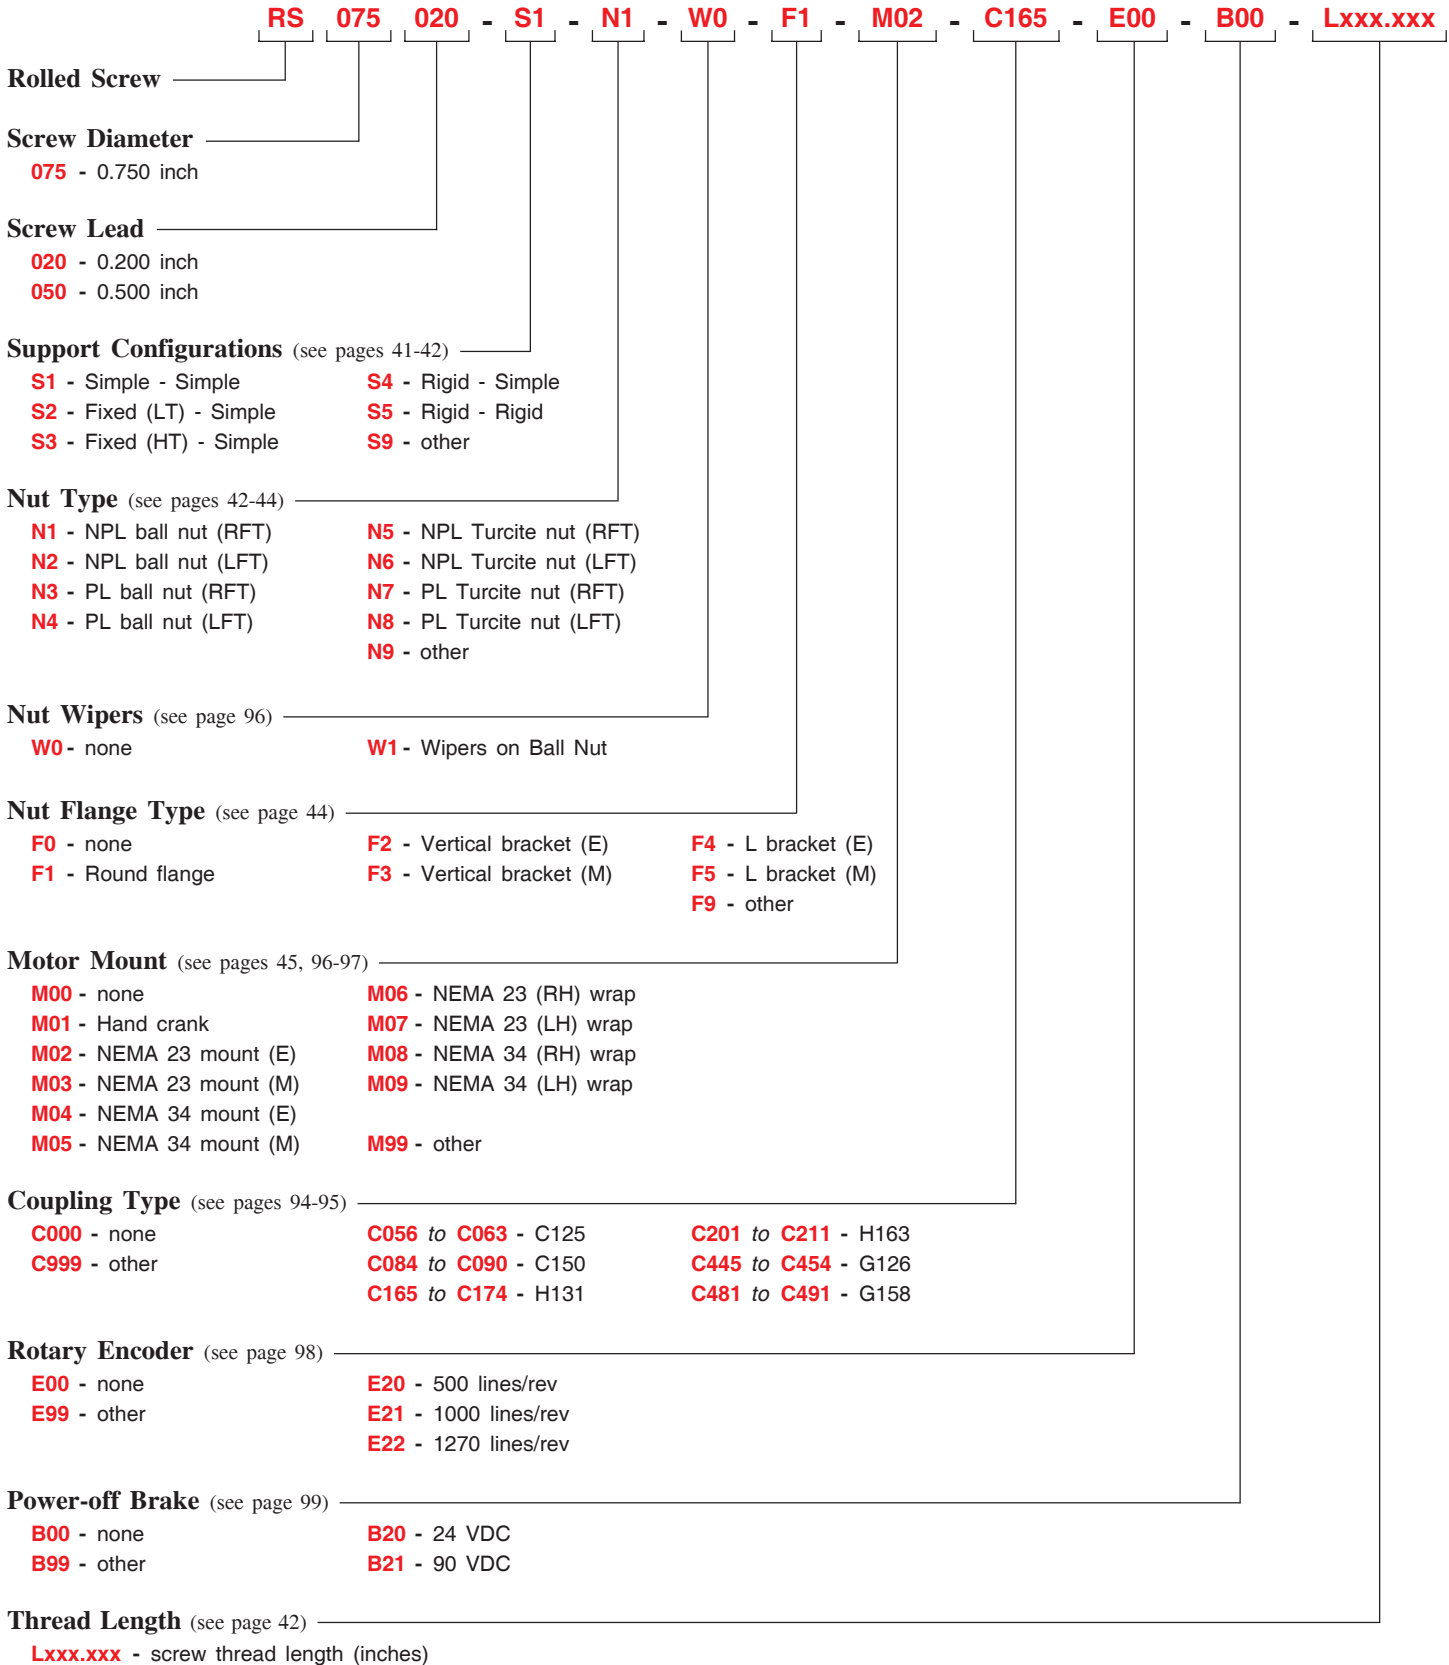 RS 075 020 - S1 - N1 - W0 - F1 - M02 - C165 - E00 - B00 - Lxxx.xxx
Rolled Screw
Screw Diameter
075 - 0.750 inch
Screw Lead
020 - 0.200 inch
050 - 0.500 inch
Support Configurations (see pages 41-42)
S1 - Simple - Simple S4 - Rigid - Simple
S2 - Fixed (LT) - Simple S5 - Rigid - Rigid
S3 - Fixed (HT) - Simple S9 - other
Nut Type (see pages 42-44)
N1 - NPL ball nut (RFT) N5 - NPL Turcite nut (RFT)
N2 - NPL ball nut (LFT) N6 - NPL Turcite nut (LFT)
N3 - PL ball nut (RFT) N7 - PL Turcite nut (RFT)
N4 - PL ball nut (LFT) N8 - PL Turcite nut (LFT)
N9 - other
Nut Wipers (see page 96)
W0 - none W1 - Wipers on Ball Nut
Nut Flange Type (see page 44)
F0 - none F2 - Vertical bracket (E) F4 - L bracket (E)
F1 - Round flange F3 - Vertical bracket (M) F5 - L bracket (M)
F9 - other
Motor Mount (see pages 45, 96-97)
M00 - none M06 - NEMA 23 (RH) wrap
M01 - Hand crank M07 - NEMA 23 (LH) wrap
M02 - NEMA 23 mount (E) M08 - NEMA 34 (RH) wrap
M03 - NEMA 23 mount (M) M09 - NEMA 34 (LH) wrap
M04 - NEMA 34 mount (E)
M05 - NEMA 34 mount (M) M99 - other
Coupling Type (see pages 94-95)
C000 - none C056 to C063 - C125 C201 to C211 - H163
C999 - other C084 to C090 - C150 C445 to C454 - G126
C165 to C174 - H131 C481 to C491 - G158
Rotary Encoder (see page 98)
E00 - none E20 - 500 lines/rev
E99 - other E21 - 1000 lines/rev
E22 - 1270 lines/rev
Power-off Brake (see page 99)
B00 - none B20 - 24 VDC
B99 - other B21 - 90 VDC
Thread Length (see page 42)
Lxxx.xxx - screw thread length (inches)